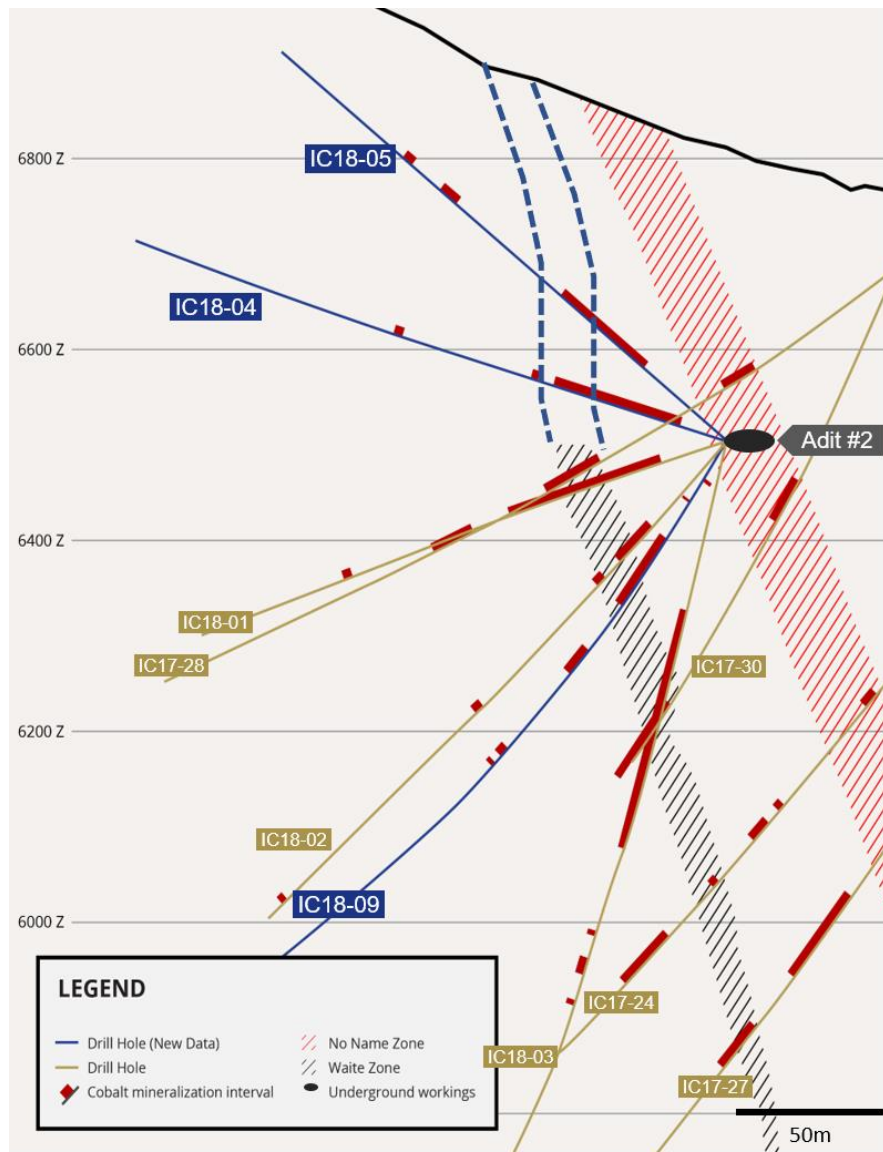 IC18-05
6800 Z
IC18-04
6600 Z
Adit #2
6400 Z
IC18-01
IC17-28
IC17-30
6200 Z
IC18-02
IC18-09
6000 Z
IC17-24
IC18-03
IC17-27
LEGEND
Drill Hole (New Data)
Drill Hole
Cobalt mineralization interval
No Name Zone
Waite Zone
Underground workings
50m